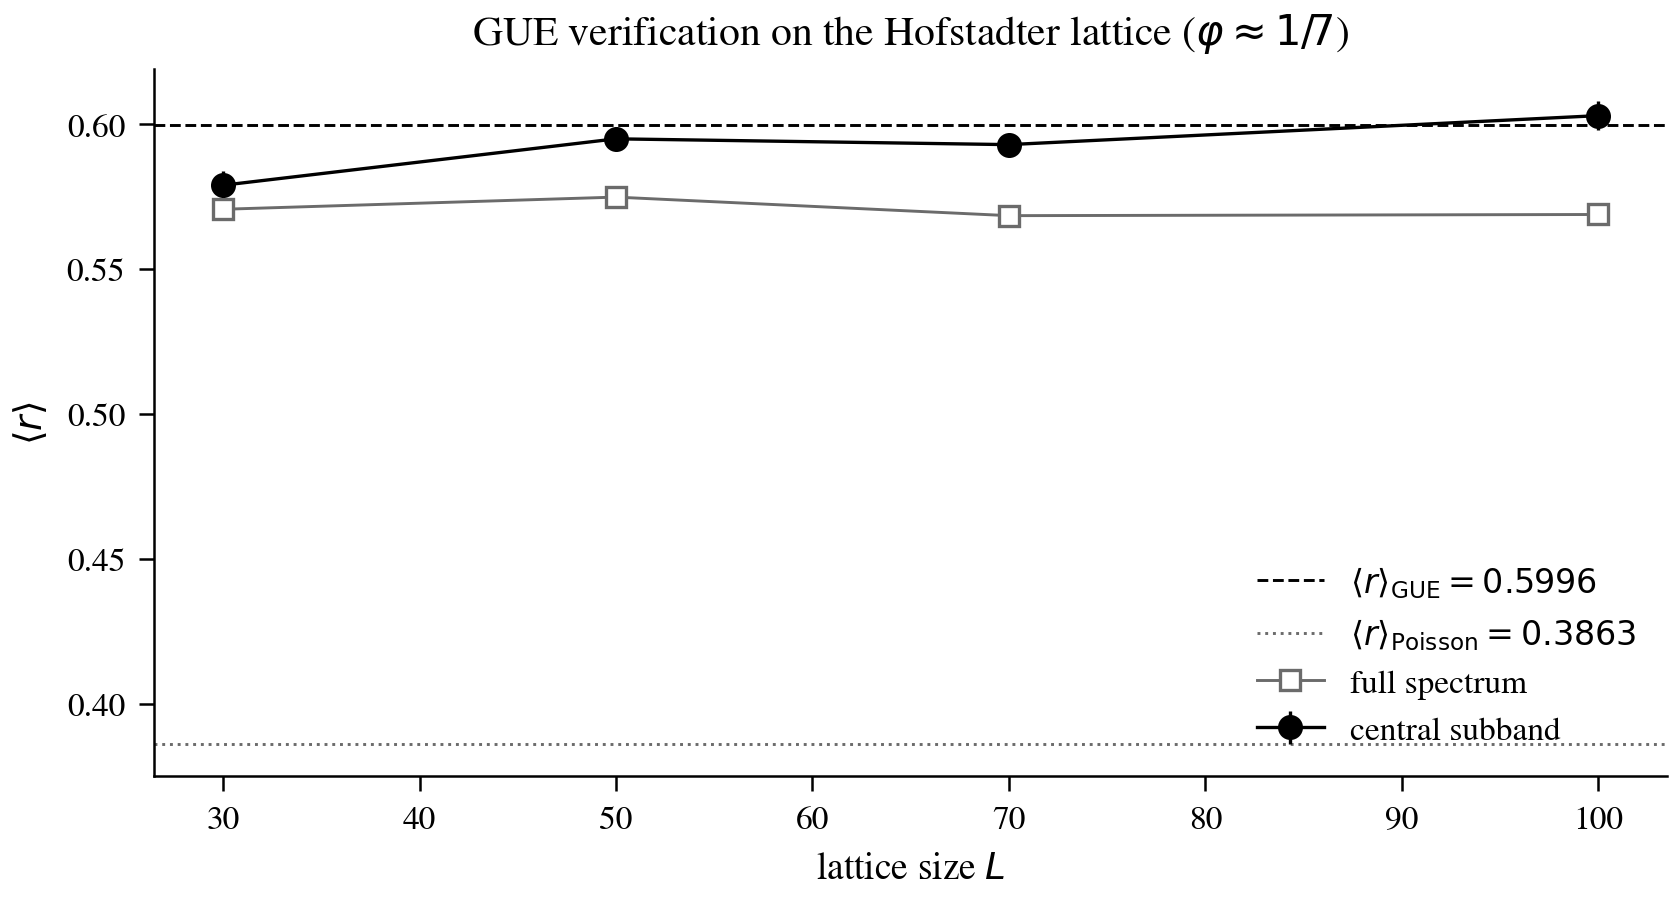 GUE verification on the Hofstadter lattice (φ ≈ 1/7)
0.60
0.55
0.50
0.45
0.40
⟨r⟩
⟨r⟩GUE = 0.5996
⟨r⟩Poisson = 0.3863
full spectrum
central subband
30 40 50 60 70 80 90 100
lattice size L